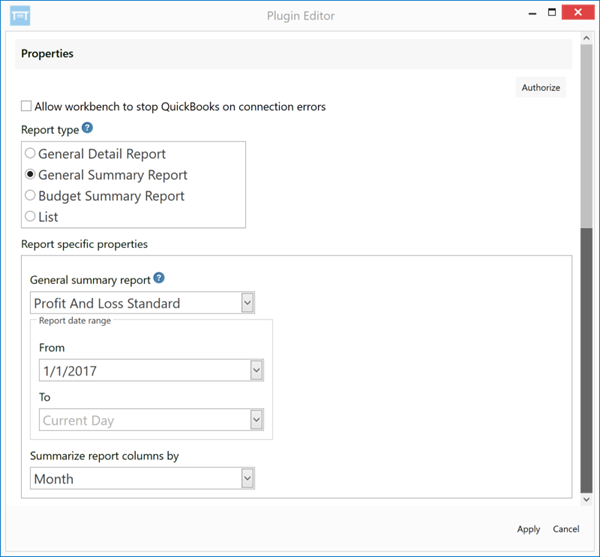 Plugin Editor
Properties
Authorize
Allow workbench to stop QuickBooks on connection errors
Report type ?
General Detail Report
General Summary Report
Budget Summary Report
List
Report specific properties
General summary report ?
Profit And Loss Standard
Report date range
From
1/1/2017
To
Current Day
Summarize report columns by
Month
Apply Cancel